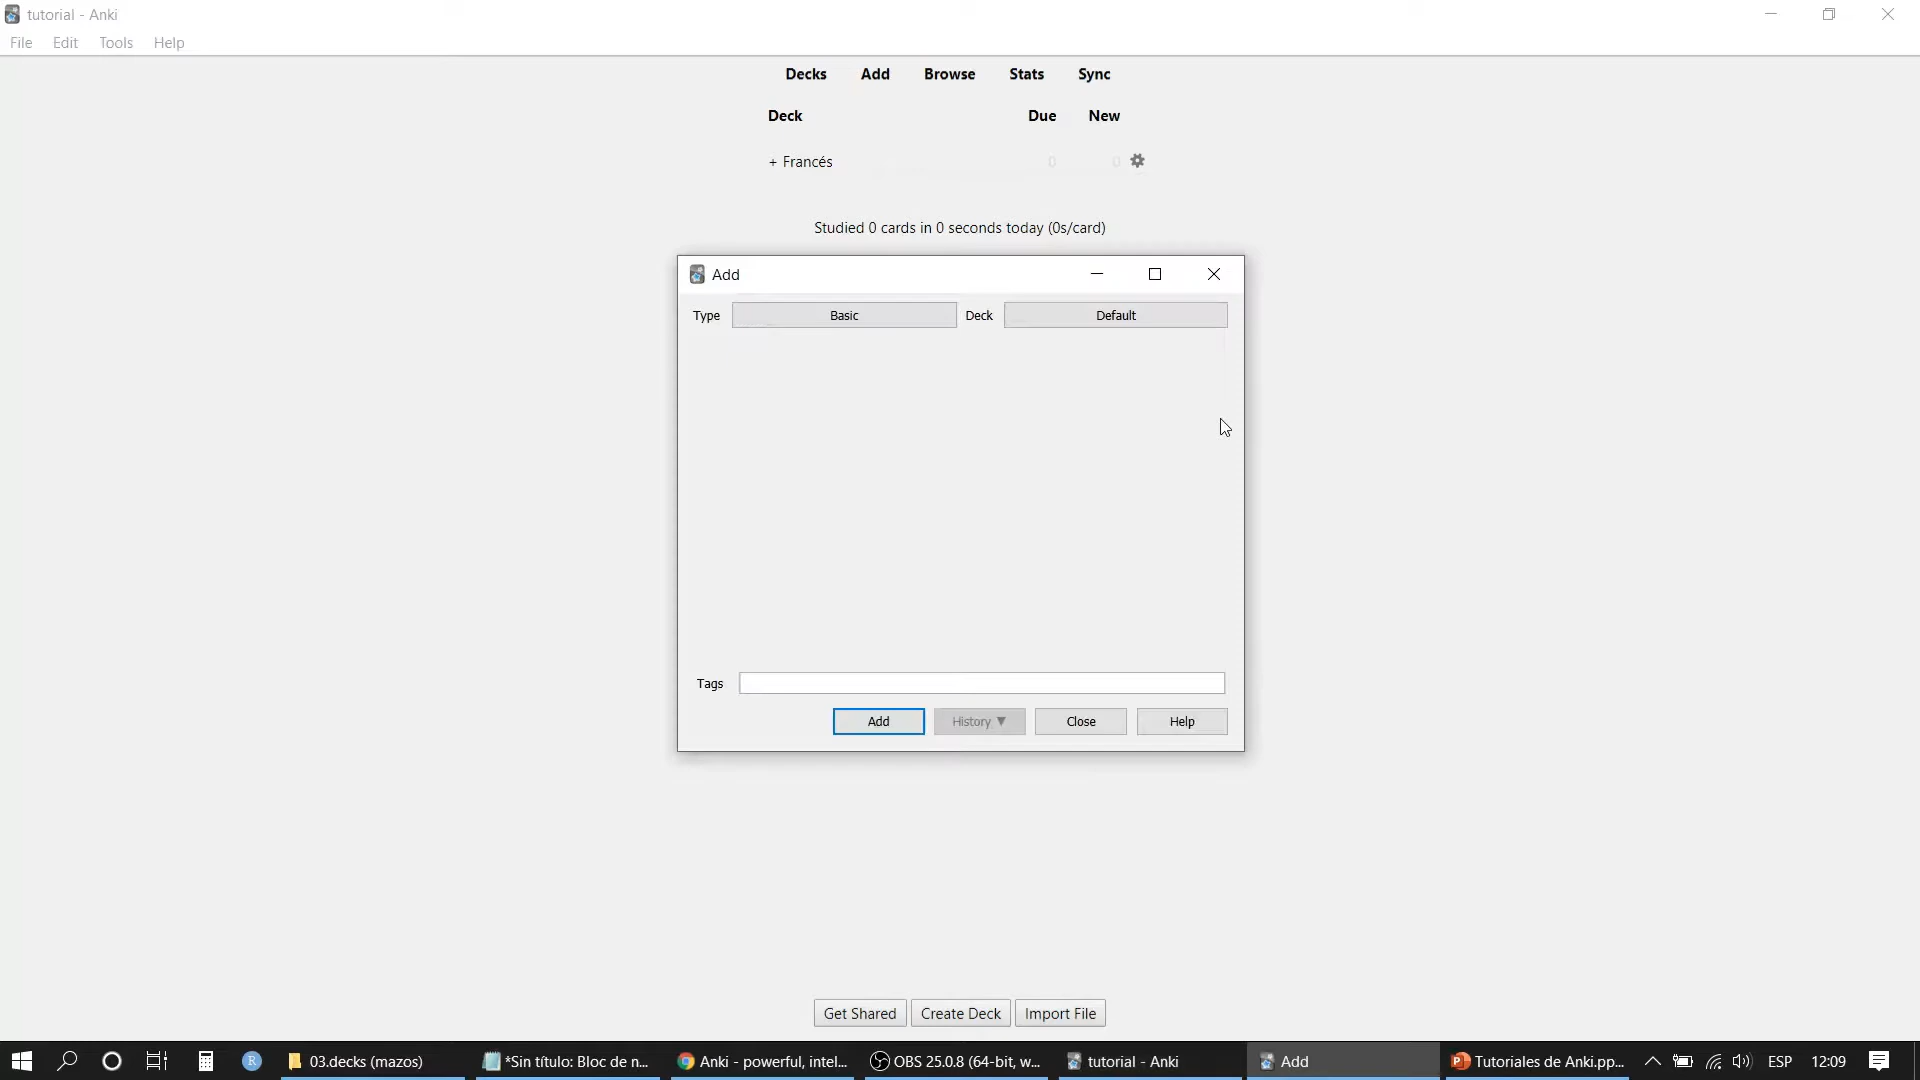 tutorial - Anki
File Edit Tools Help
Decks Add Browse Stats Sync
Deck Due New
+ Francés 0 0
Studied 0 cards in 0 seconds today (0s/card)
Add
Type Basic Deck Default
Tags
Add History ▼ Close Help
Get Shared Create Deck Import File
R 03.decks (mazos) *Sin título: Bloc de n... Anki - powerful, intel... OBS 25.0.8 (64-bit, w... tutorial - Anki Add Tutoriales de Anki.pp... ESP 12:09